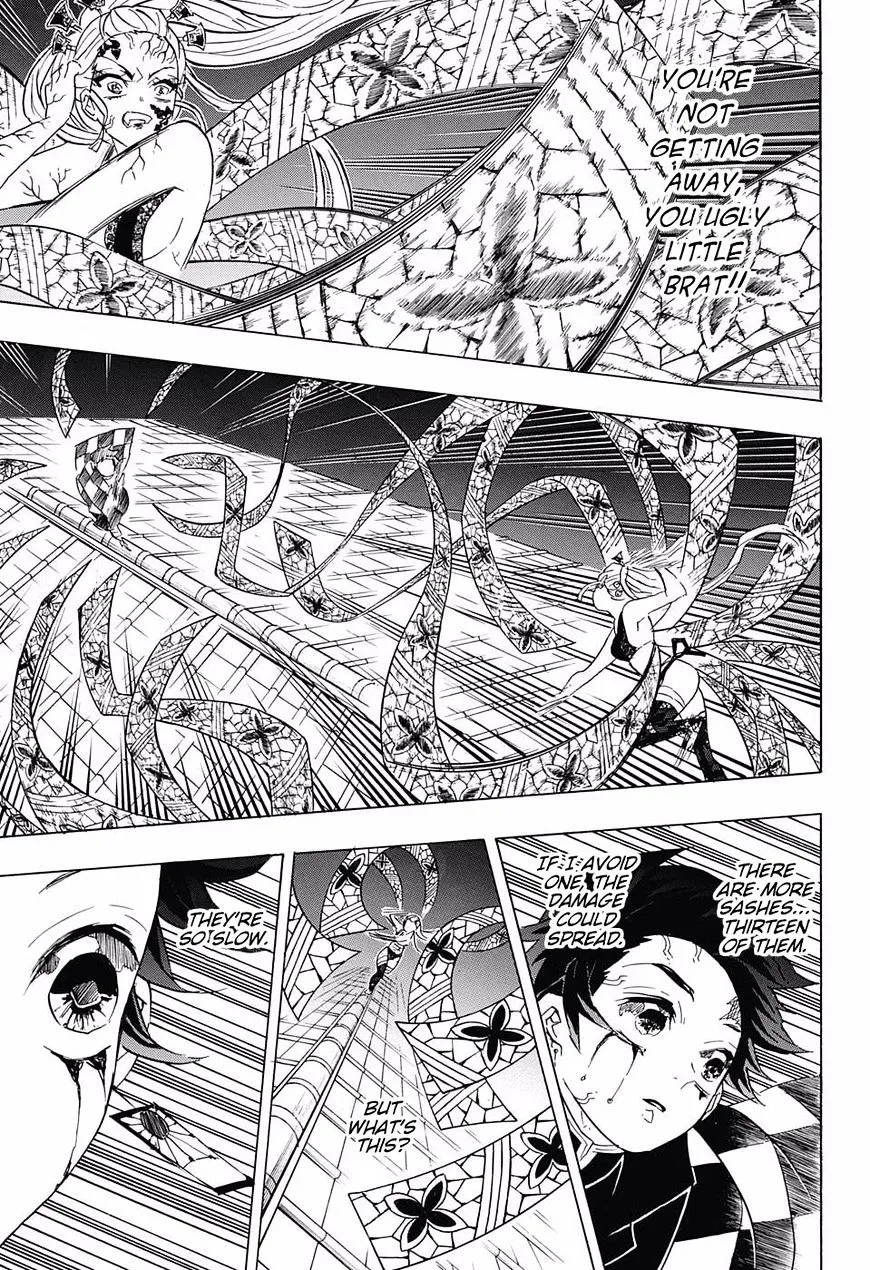 YOU'RE
NOT
GETTING
AWAY,
YOU UGLY
LITTLE
BRAT!!
THERE
ARE MORE
SASHES...
THIRTEEN
OF THEM.
IF I AVOID
ONE, THE
DAMAGE
COULD
SPREAD.
BUT
WHAT'S
THIS?
THEY'RE
SO SLOW.